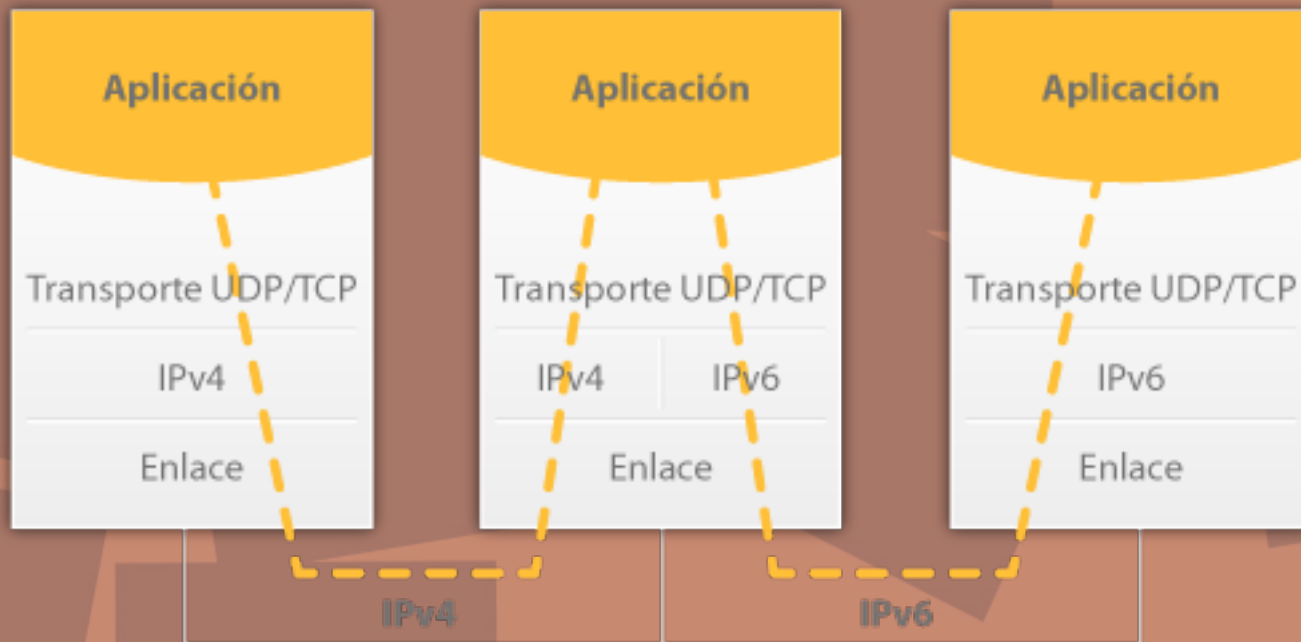 Aplicación
Aplicación
Aplicación
Transporte UDP/TCP
Transporte UDP/TCP
Transporte UDP/TCP
IPv4
IPv4
IPv6
IPv6
Enlace
Enlace
Enlace
IPv4
IPv6